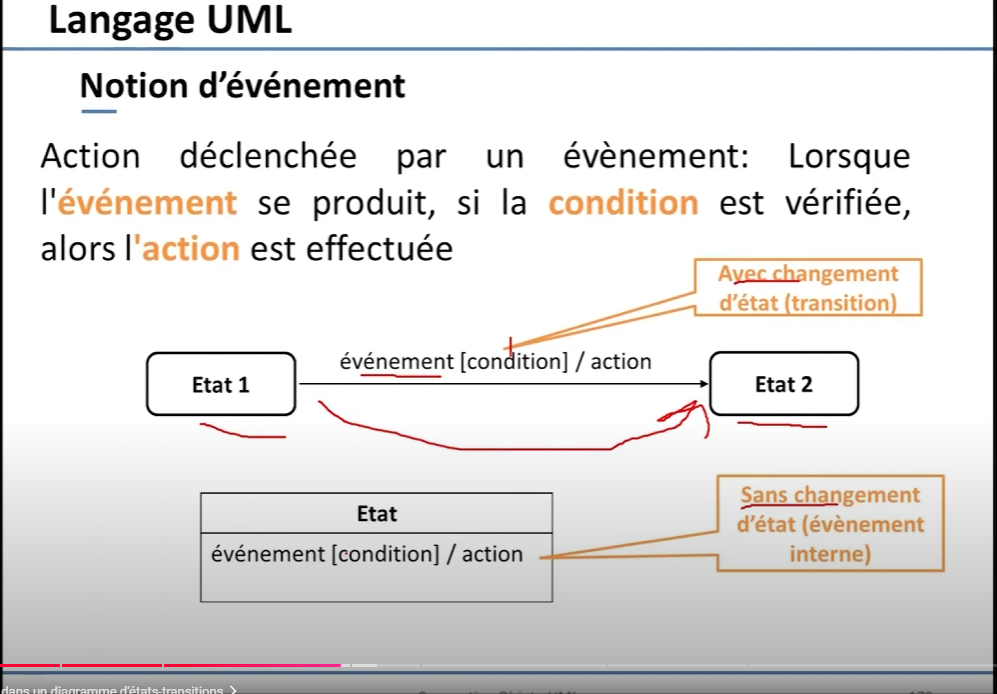 Langage UML
Notion d’événement
Action déclenchée par un évènement: Lorsque
l'événement se produit, si la condition est vérifiée,
alors l'action est effectuée
Avec changement
d’état (transition)
événement [condition] / action
Etat 1
Etat 2
Etat
événement [condition] / action
Sans changement
d’état (évènement
interne)
dans un diagramme d'états-transitions